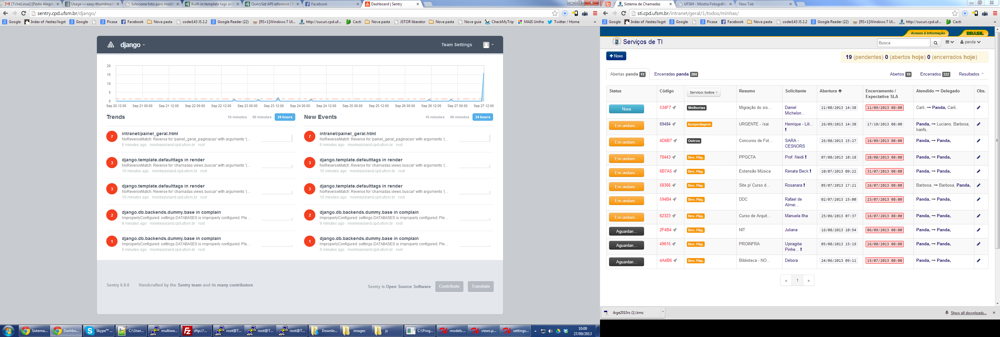 [TcheLinux] [Porto Alegre
Usage — easy-thumbnails
Selecione foto para modif
Built-in template tags and
QuerySet API reference | D
Facebook
Dashboard | Sentry
sentry.cpd.ufsm.br/django/
Google
Index of /testes/logst
Google
Picasa
Facebook
Nova pasta
coder143 JS 2.2
Google Reader (22)
[RS+1]Windows 7 UI...
http://sucuri.cpd.uf...
Cacti
Nova pasta
JSTOR liberator
Nova pasta
Nova guia
CheckMyTrip
MAIS Unifra
Twitter / Home
»
django
Team Settings
20
15
10
5
0
Sep 20 12:00 Sep 21 00:00 Sep 21 12:00 Sep 22 00:00 Sep 22 12:00 Sep 23 00:00 Sep 23 12:00 Sep 24 00:00 Sep 24 12:00 Sep 25 00:00 Sep 25 12:00 Sep 26 00:00 Sep 26 12:00 Sep 27 00:00 Sep 27 12:00
Trends
15 minutes 60 minutes 24 hours
7 intranet/painel_geral.html
NoReverseMatch: Reverse for 'painel_geral_paginacao' with arguments '(...
6 minutes ago monkeyisland.cpd.ufsm.br root
3 django.template.defaulttags in render
NoReverseMatch: Reverse for 'chamadas.views.buscar' with arguments '(...
10 minutes ago monkeyisland.cpd.ufsm.br root
3 django.template.defaulttags in render
NoReverseMatch: Reverse for 'chamadas.views.buscar' with arguments '(...
10 minutes ago monkeyisland.cpd.ufsm.br root
2 django.db.backends.dummy.base in complain
ImproperlyConfigured: settings.DATABASES is improperly configured. Ple...
9 minutes ago monkeyisland.cpd.ufsm.br root
1 django.db.backends.dummy.base in complain
ImproperlyConfigured: settings.DATABASES is improperly configured. Ple...
9 minutes ago monkeyisland.cpd.ufsm.br root
New Events
15 minutes 60 minutes 24 hours
7 intranet/painel_geral.html
NoReverseMatch: Reverse for 'painel_geral_paginacao' with arguments '(...
6 minutes ago monkeyisland.cpd.ufsm.br root
3 django.template.defaulttags in render
NoReverseMatch: Reverse for 'chamadas.views.buscar' with arguments '(...
10 minutes ago monkeyisland.cpd.ufsm.br root
3 django.template.defaulttags in render
NoReverseMatch: Reverse for 'chamadas.views.buscar' with arguments '(...
10 minutes ago monkeyisland.cpd.ufsm.br root
2 django.db.backends.dummy.base in complain
ImproperlyConfigured: settings.DATABASES is improperly configured. Ple...
9 minutes ago monkeyisland.cpd.ufsm.br root
1 django.db.backends.dummy.base in complain
ImproperlyConfigured: settings.DATABASES is improperly configured. Ple...
9 minutes ago monkeyisland.cpd.ufsm.br root
Sentry 6.0.6 Handcrafted by the Sentry team and its many contributors
Sentry is Open Source Software Contribute Translate
Sistema... Dashbo... Skype™ ... C:\User... multiwe... sftp://... root@T... root@T... root@T... Downlo... images js C:\Prog... models.... views.p... settings...
10:00
27/09/2013
Sistema de Chamadas
UFSM - Mostra Fotográfic
New Tab
sti.cpd.ufsm.br/intranet/geral/1/todos/minhas/
Google
Index of /testes/logst
Google
Picasa
Facebook
Nova pasta
coder143 JS 2.2
Google Reader (22)
[RS+1]Windows 7 UI...
http://sucuri.cpd.uf...
Cacti
»
Acesso à Informação
BRASIL
Serviços de TI
Busca
panda
Novo
19 (pendentes) 0 (abertos hoje) 0 (encerrados hoje)
Abertas panda 11 Encerradas panda 284 Abertos 19 Encerrados 322 Resultados
Status Código Servico: todos Resumo Solicitante Abertura Encerramento / Expectativa SLA Atendido → Delegado Obs.
Nova 534F7 Melhorias Migração do sis... Daniel Michelon... 21/08/2013 14:38 11/09/2013 08:00 Carli, → Panda, Carli,
Em andam... 69484 hospedagem URGENTE - /sai Henrique - Lili... ! 26/09/2013 14:30 17/10/2013 08:00 Panda, → Luciano, Barbosa, Ivanfs,
Em andam... 4D6B7 Outros Concurso de Fot... SARA - CESNORS 26/08/2013 15:27 16/09/2013 08:00 Panda, → Panda,
Em andam... 70443 Dev. Pág. PPGCTA Prof. Neidi ! 07/08/2013 10:18 28/08/2013 08:00 Panda, → Panda,
Em andam... 6B7A5 Dev. Pág. Extensão Música Renata Beck ! 10/07/2013 09:22 31/07/2013 08:00 Panda, → Panda,
Em andam... 58366 Dev. Pág. Site p/ Curso d... Rosanara ! 05/07/2013 17:21 26/07/2013 08:00 Barbosa, → Barbosa, Panda,
Em andam... 594B4 Dev. Pág. DDC Rafael de Almei... 02/07/2013 15:00 23/07/2013 08:00 Panda, → Panda,
Em andam... 62323 Dev. Pág. Curso de Arquit... Manuela Ilha 25/06/2013 07:37 16/07/2013 08:00 Panda, → Panda,
Aguardan... 2F4B4 Dev. Pág. NIT Juliana 16/08/2013 10:54 06/09/2013 08:00 Panda, → Panda,
Aguardan... 49615 Dev. Pág. PROINFRA Upiragibe Pinhe... ! 05/08/2013 15:19 26/08/2013 08:00 Panda, → Panda,
Aguardan... 4A4B6 Dev. Pág. Biblioteca - NO... Débora 24/06/2013 09:11 15/07/2013 08:00 Panda, → Panda,
« 1 »
ibge2010rs (1).kmz
Show all downloads...